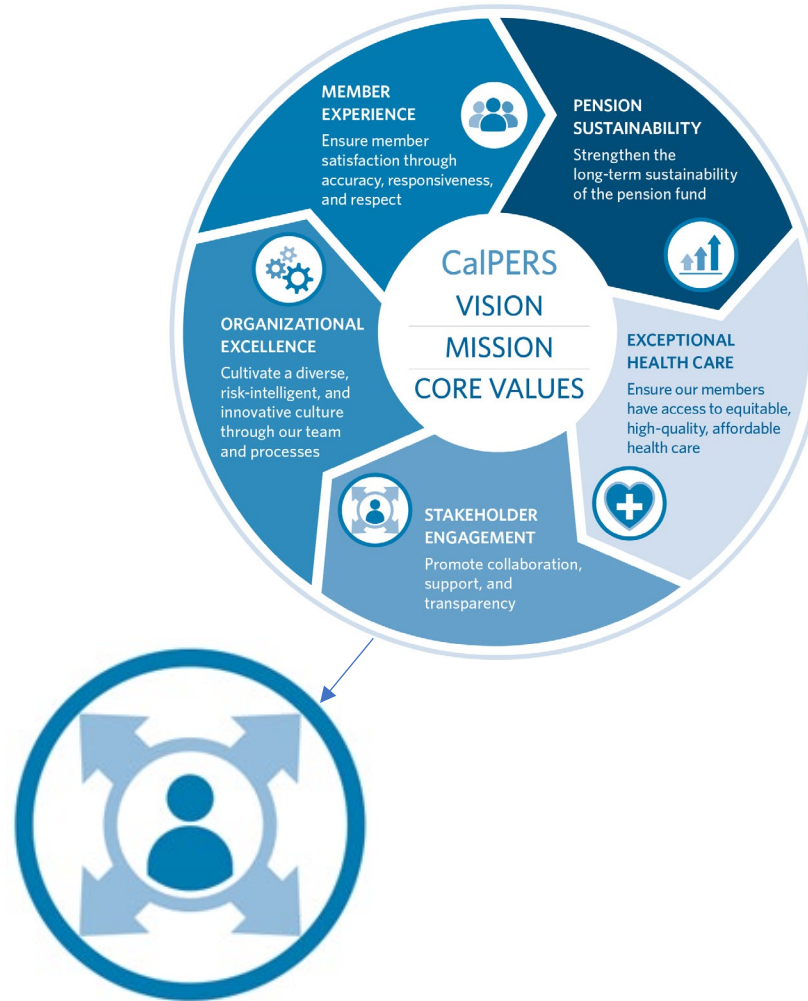 MEMBER
EXPERIENCE
Ensure member
satisfaction through
accuracy, responsiveness,
and respect
PENSION
SUSTAINABILITY
Strengthen the
long-term sustainability
of the pension fund
CalPERS
VISION
MISSION
CORE VALUES
ORGANIZATIONAL
EXCELLENCE
Cultivate a diverse,
risk-intelligent, and
innovative culture
through our team
and processes
EXCEPTIONAL
HEALTH CARE
Ensure our members
have access to equitable,
high-quality, affordable
health care
STAKEHOLDER
ENGAGEMENT
Promote collaboration,
support, and
transparency